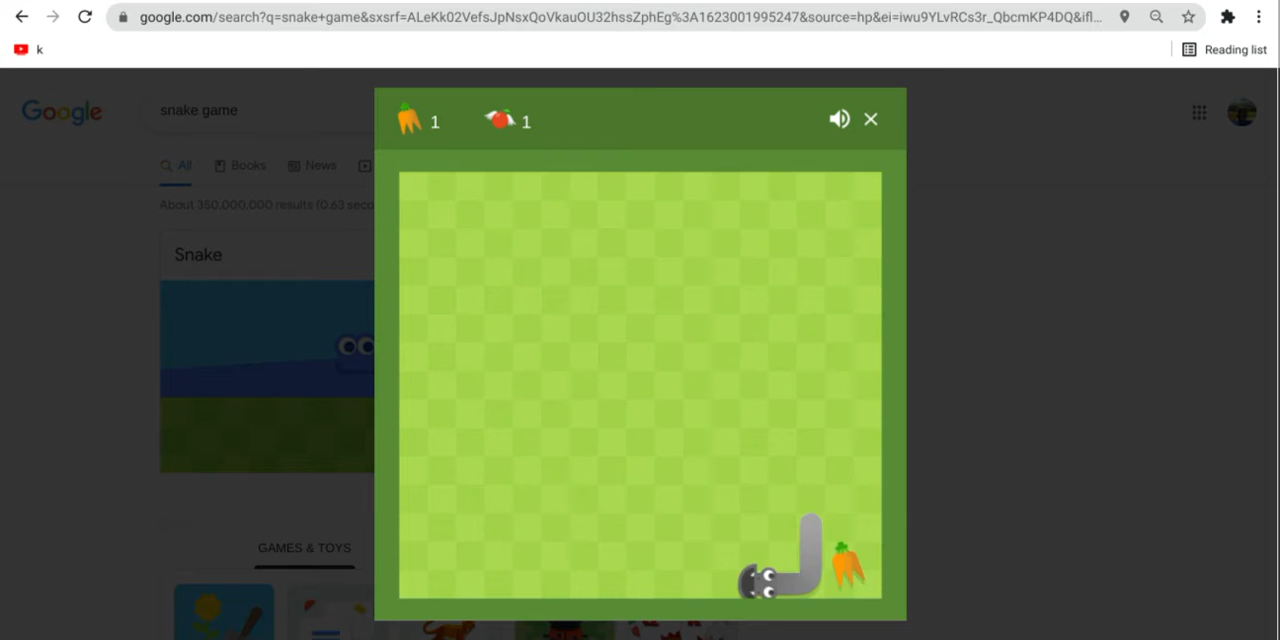 google.com/search?q=snake+game&sxsrf=ALeKk02VefsJpNsxQoVkauOU32hssZphEg%3A1623001995247&source=hp&ei=iwu9YLvRCs3r_QbcmKP4DQ&ifl...
k
Reading list
Google
snake game
1
1
All
Books
News
About 350,000,000 results (0.63 seco
Snake
GAMES & TOYS